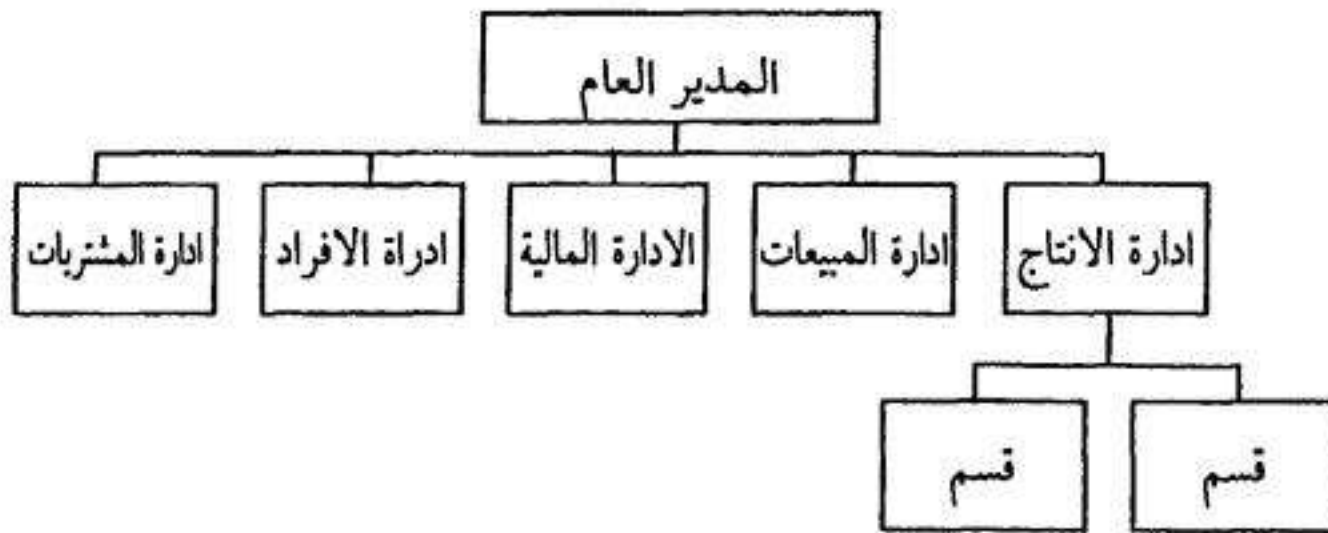 المدير العام
ادارة الانتاج
ادارة المبيعات
الادارة المالية
ادراة الافراد
ادارة المشتريات
قسم
قسم